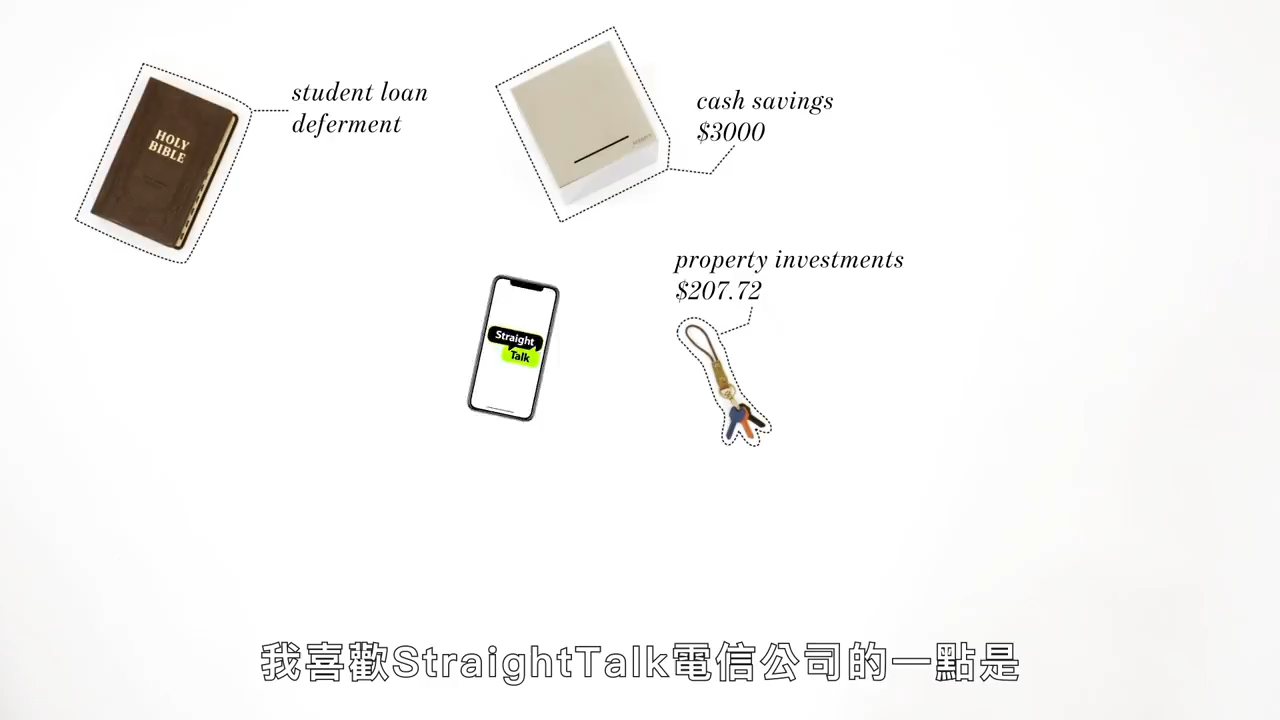 student loan
deferment
HOLY
BIBLE
cash savings
$3000
property investments
$207.72
Straight
Talk
我喜歡StraightTalk電信公司的一點是